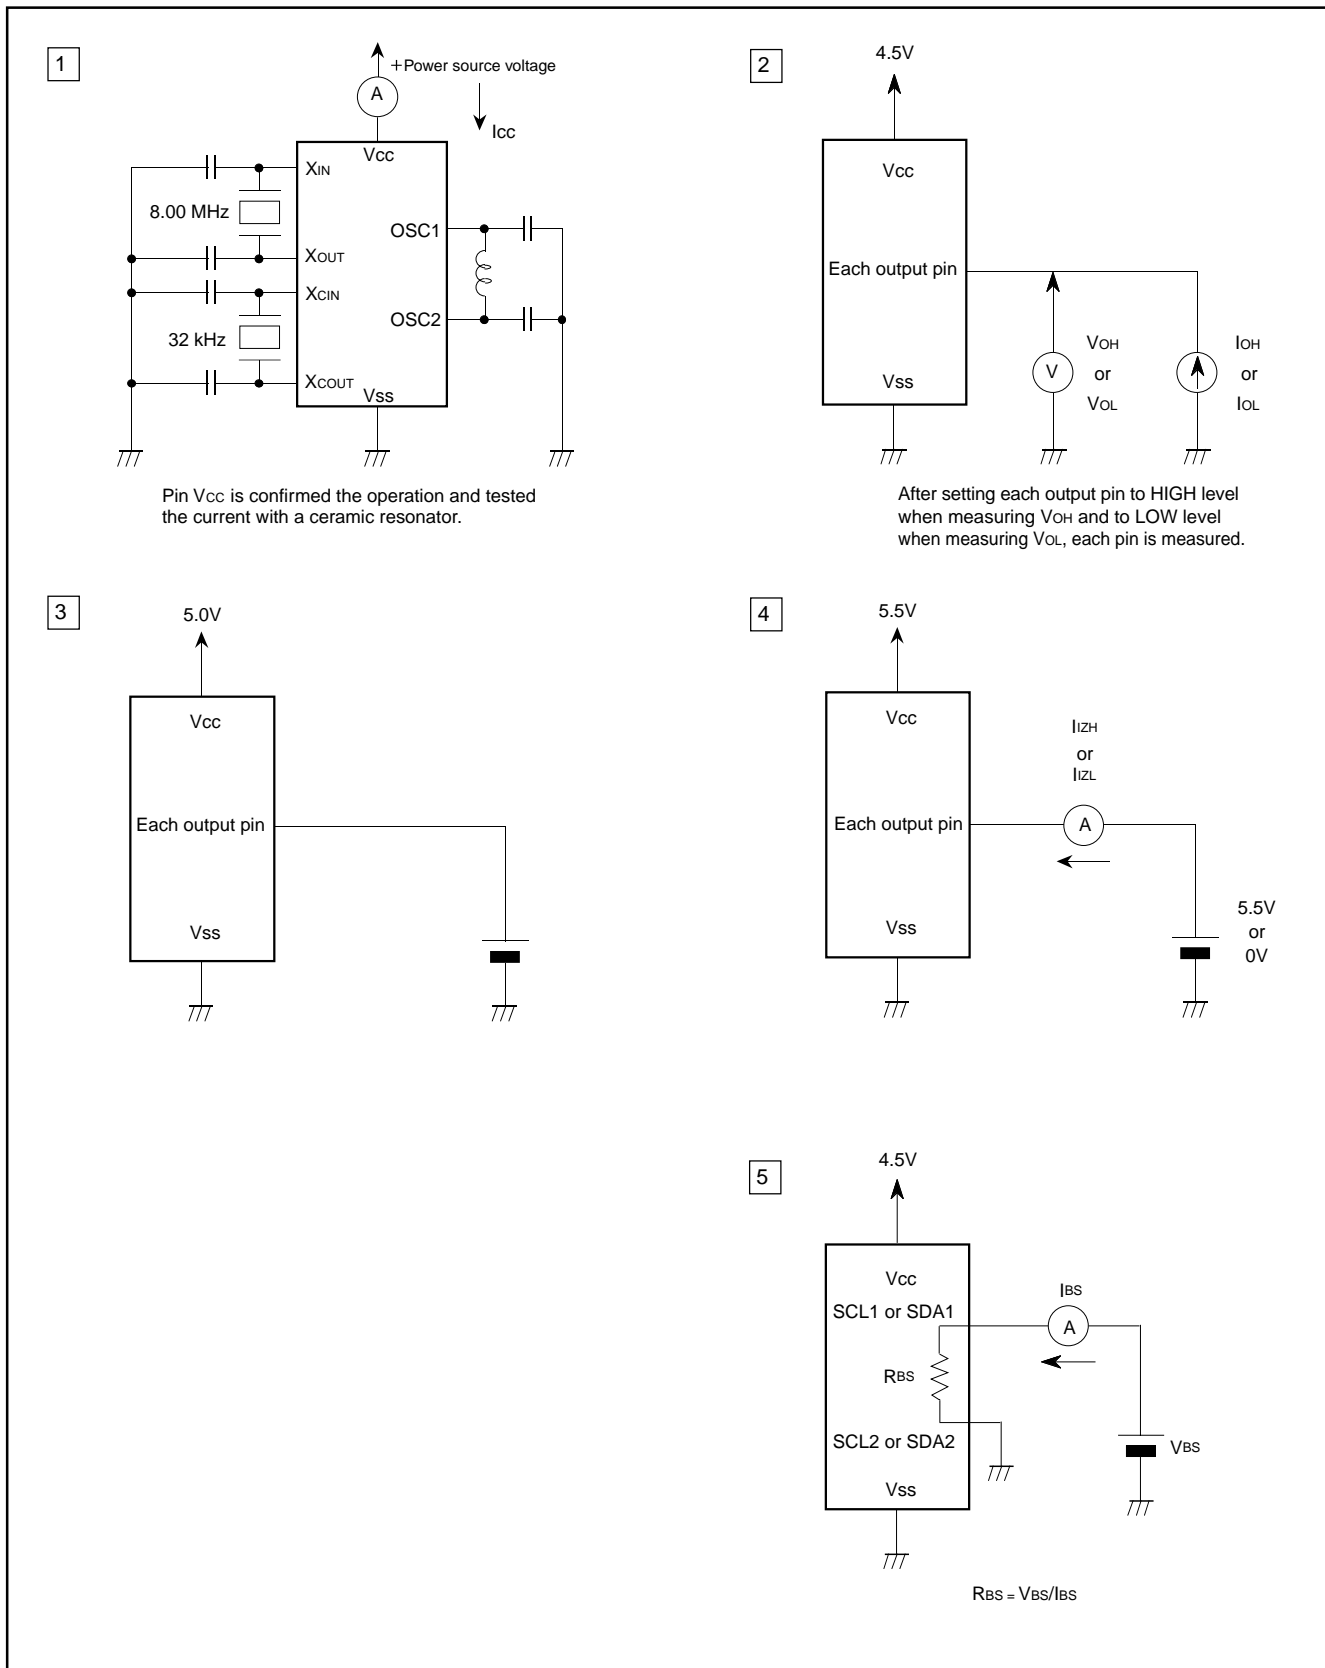 1
+Power source voltage
A
Icc
Vcc
XIN
8.00 MHz
OSC1
XOUT
XCIN
OSC2
32 kHz
XCOUT
Vss
Pin VCC is confirmed the operation and tested
the current with a ceramic resonator.
2
4.5V
Vcc
Each output pin
VOH
or
VOL
V
IOH
or
IOL
Vss
After setting each output pin to HIGH level
when measuring VOH and to LOW level
when measuring VOL, each pin is measured.
3
5.0V
Vcc
Each output pin
Vss
4
5.5V
Vcc
IIZH
or
IIZL
Each output pin
A
Vss
5.5V
or
0V
5
4.5V
Vcc
IBS
SCL1 or SDA1
A
RBS
SCL2 or SDA2
VBS
Vss
RBS = VBS/IBS